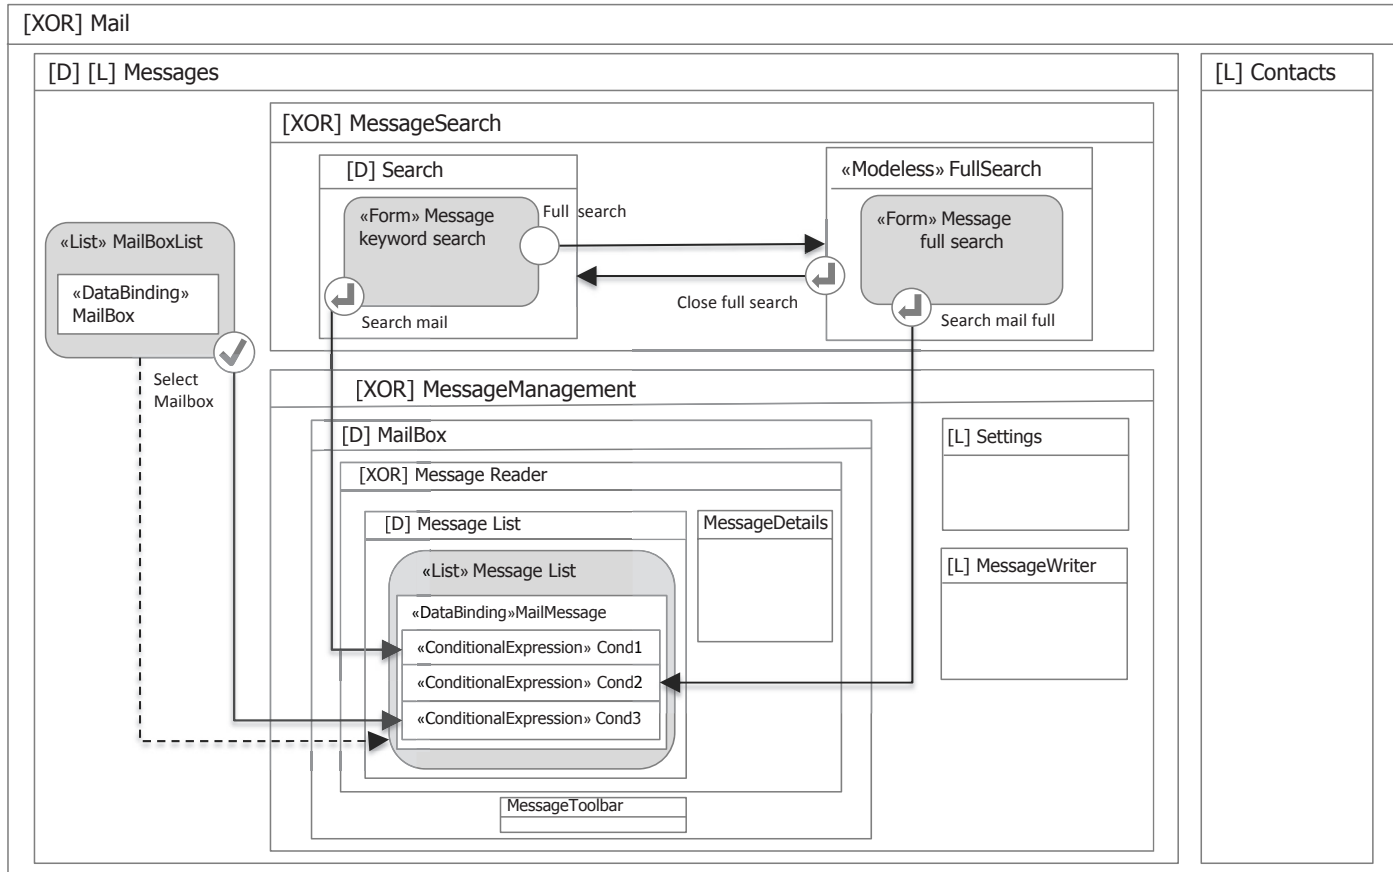 [XOR] Mail
[D] [L] Messages
[L] Contacts
[XOR] MessageSearch
[D] Search
«Modeless» FullSearch
«Form» Message
keyword search
Full search
«Form» Message
full search
«List» MailBoxList
«DataBinding»
MailBox
Close full search
Search mail
Search mail full
Select
Mailbox
[XOR] MessageManagement
[D] MailBox
[L] Settings
[XOR] Message Reader
[D] Message List
MessageDetails
«List» Message List
[L] MessageWriter
«DataBinding»MailMessage
«ConditionalExpression» Cond1
«ConditionalExpression» Cond2
«ConditionalExpression» Cond3
MessageToolbar